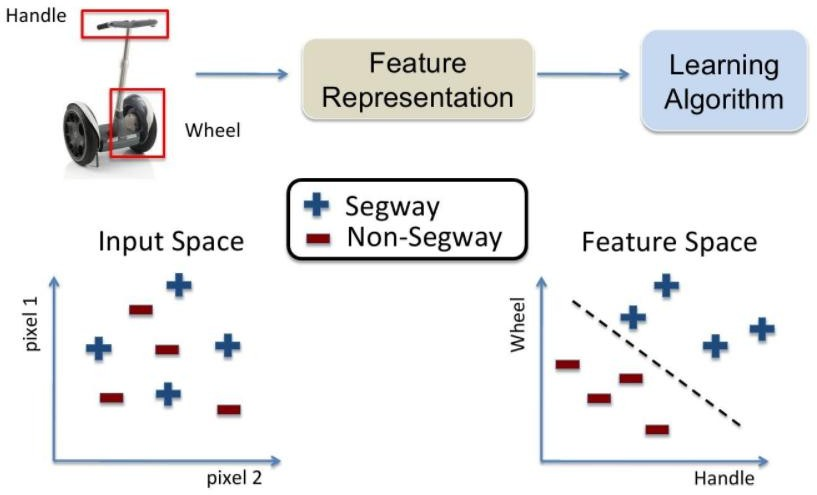 Handle
Wheel
Feature
Representation
Learning
Algorithm
Segway
Non-Segway
Input Space
pixel 1
pixel 2
Feature Space
Wheel
Handle